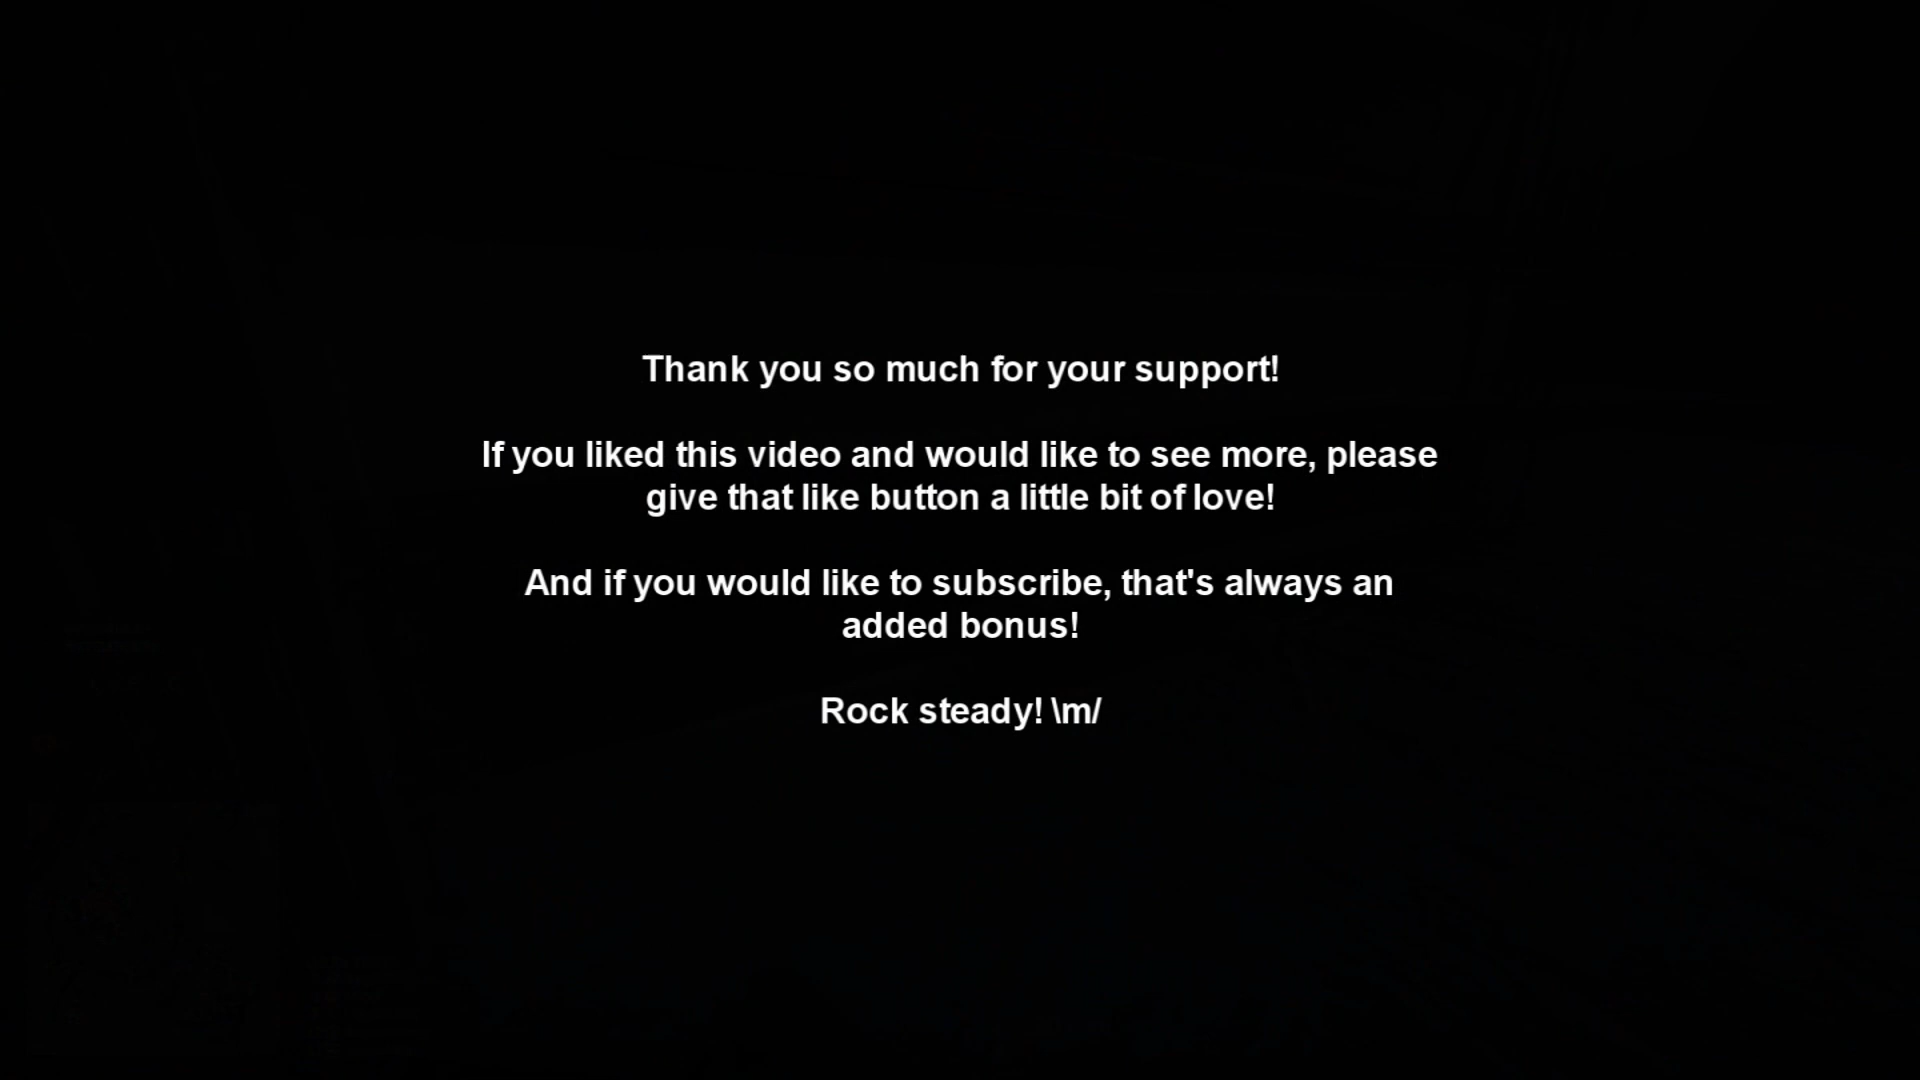 Thank you so much for your support!
If you liked this video and would like to see more, please
give that like button a little bit of love!
And if you would like to subscribe, that's always an
added bonus!
Rock steady! \m/